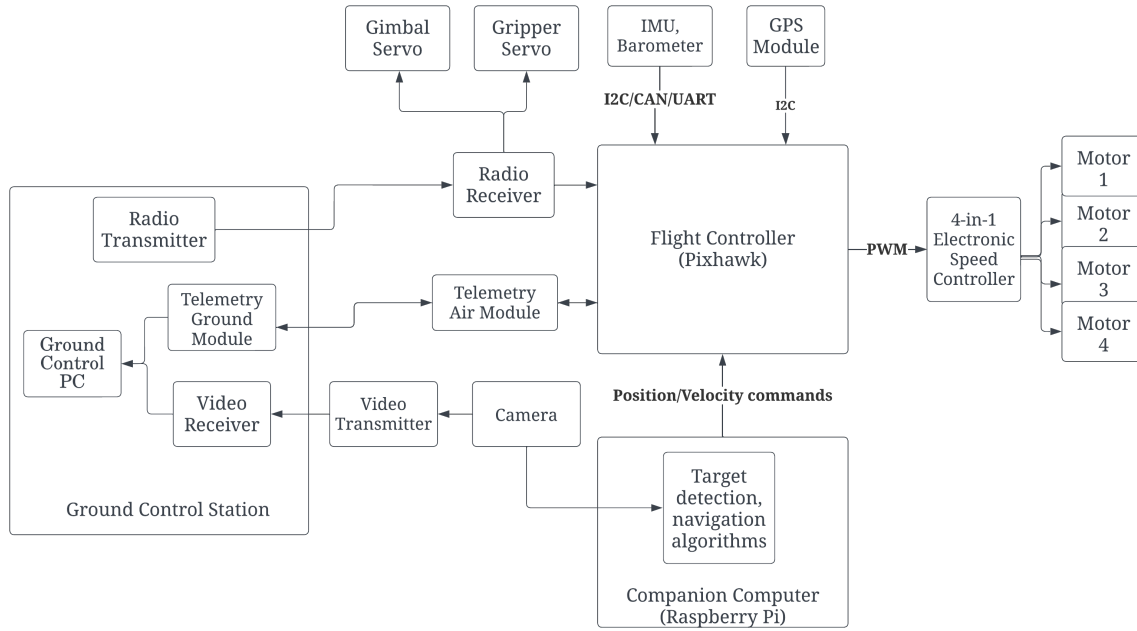 Gimbal
Servo
Gripper
Servo
IMU,
Barometer
GPS
Module
I2C/CAN/UART
I2C
Radio
Receiver
Radio
Transmitter
Flight Controller
(Pixhawk)
PWM
4-in-1
Electronic
Speed
Controller
Motor
1
Motor
2
Motor
3
Motor
4
Telemetry
Ground
Module
Telemetry
Air Module
Ground
Control
PC
Video
Receiver
Video
Transmitter
Camera
Position/Velocity commands
Target
detection,
navigation
algorithms
Ground Control Station
Companion Computer
(Raspberry Pi)